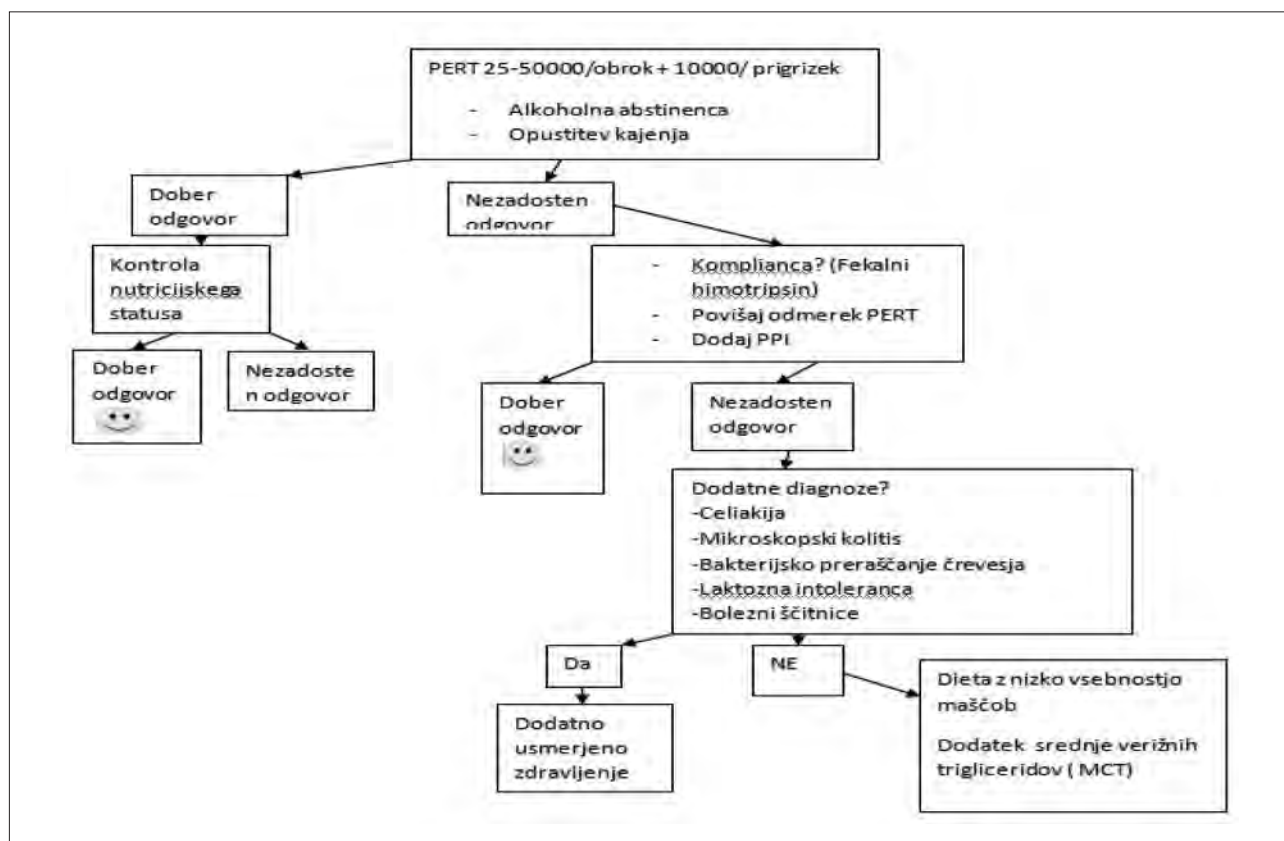 PERT 25-50000/obrok + 10000/ prigrizek
- Alkoholna abstinenca
- Opustitev kajenja
Dober
odgovor
Nezadosten
odgovor
Kontrola
nutricijskega
statusa
- Komplianca? (Fekalni
himotripsin)
- Povišaj odmerek PERT
- Dodaj PPI
Dober
odgovor
Nezadoste
n odgovor
Dober
odgovor
Nezadosten
odgovor
Dodatne diagnoze?
-Celiakija
-Mikroskopski kolitis
-Bakterijsko preraščanje črevesja
-Laktozna intoleranca
-Bolezni ščitnice
Da
NE
Dodatno
usmerjeno
zdravljenje
Dieta z nizko vsebnostjo
maščob
Dodatek srednje verižnih
trigliceridov ( MCT)